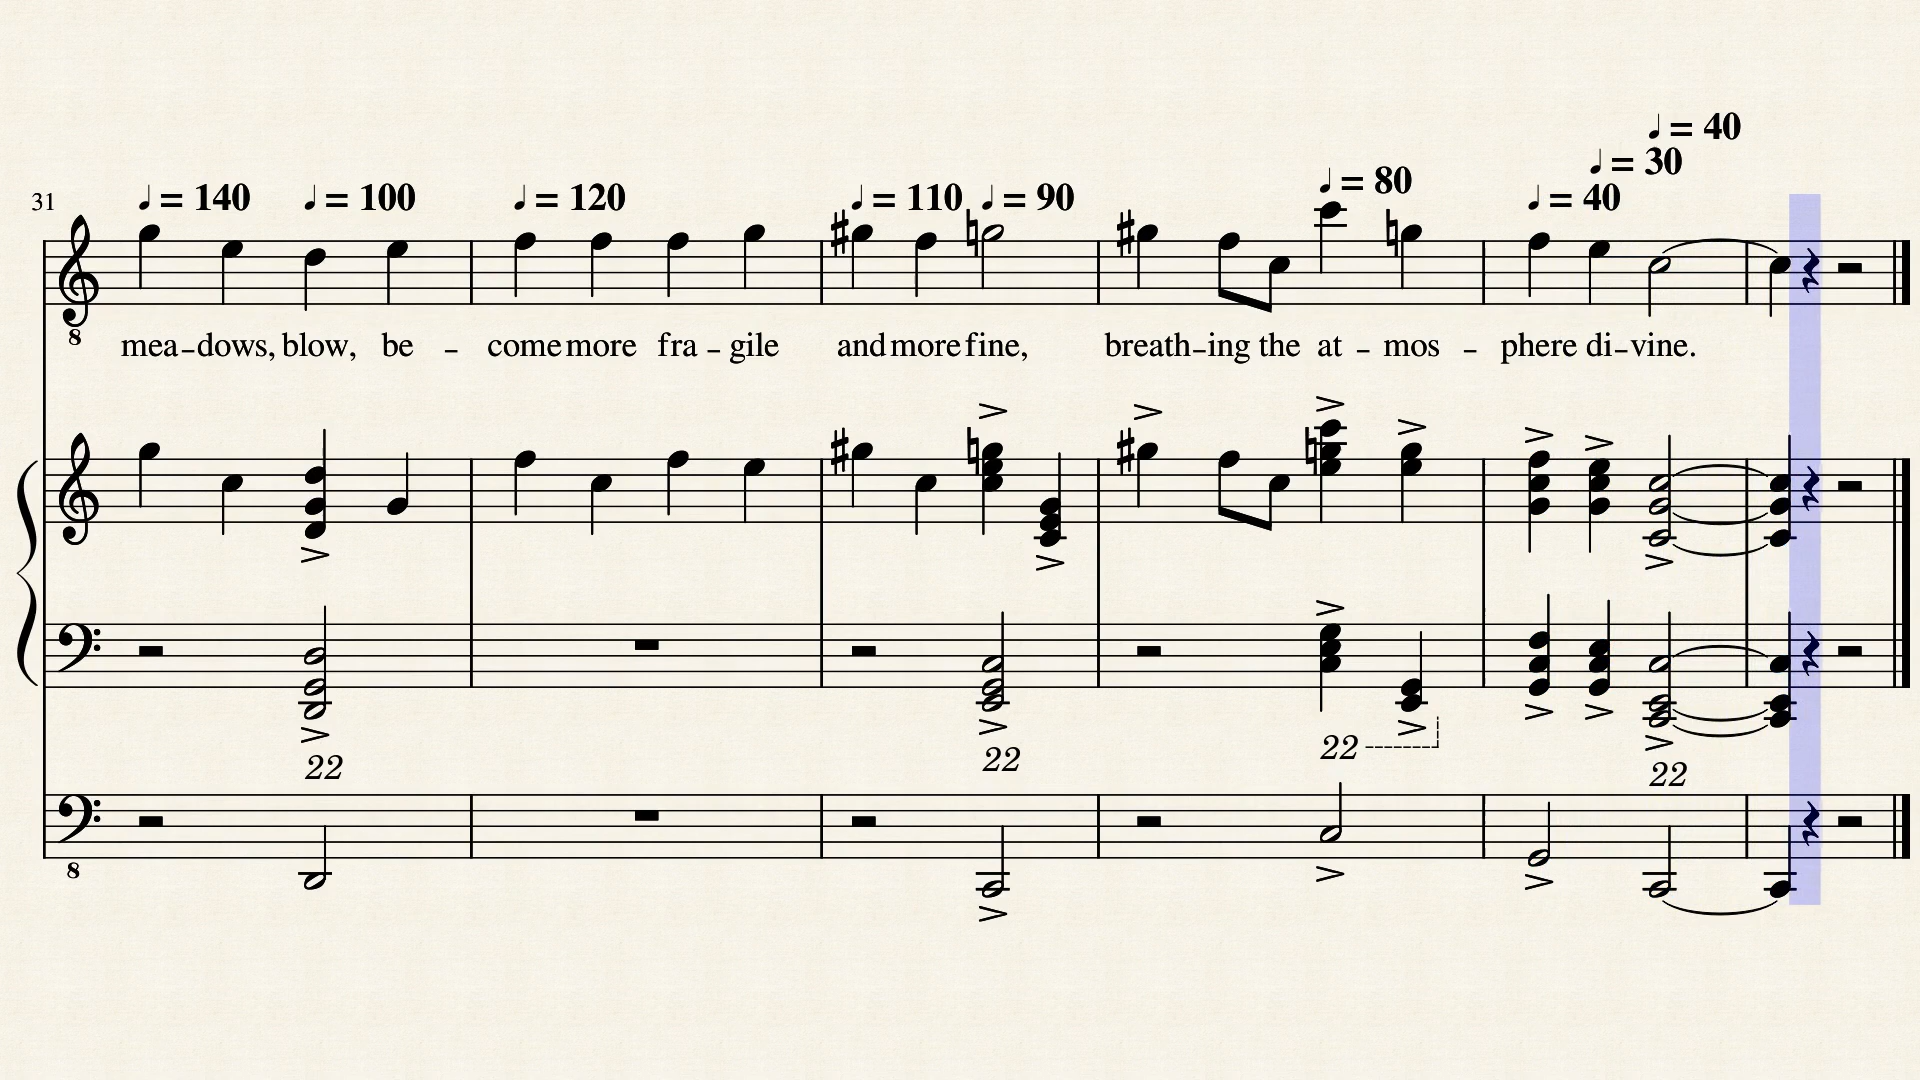 ♩ = 40
♩ = 30
♩ = 80
31 ♩ = 140 ♩ = 100 ♩ = 120 ♩ = 110 ♩ = 90 ♩ = 40
8
mea-dows, blow, be - come more fra - gile and more fine, breath-ing the at - mos - phere di-vine.
22 22 22 22
8